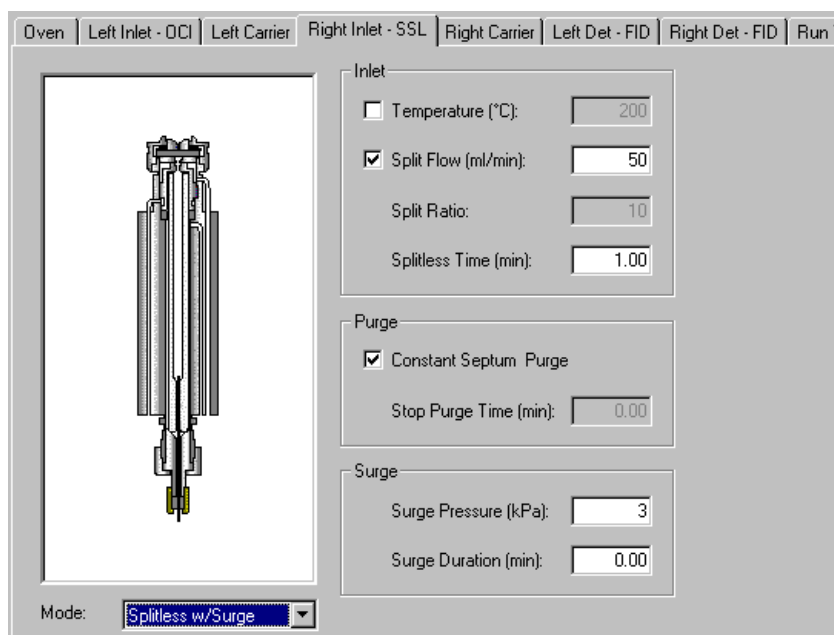 Oven Left Inlet - OCI Left Carrier Right Inlet - SSL Right Carrier Left Det - FID Right Det - FID Run
Inlet
Temperature (°C): 200
Split Flow (ml/min): 50
Split Ratio: 10
Splitless Time (min): 1.00
Purge
Constant Septum Purge
Stop Purge Time (min): 0.00
Surge
Surge Pressure (kPa): 3
Surge Duration (min): 0.00
Mode: Splitless w/Surge